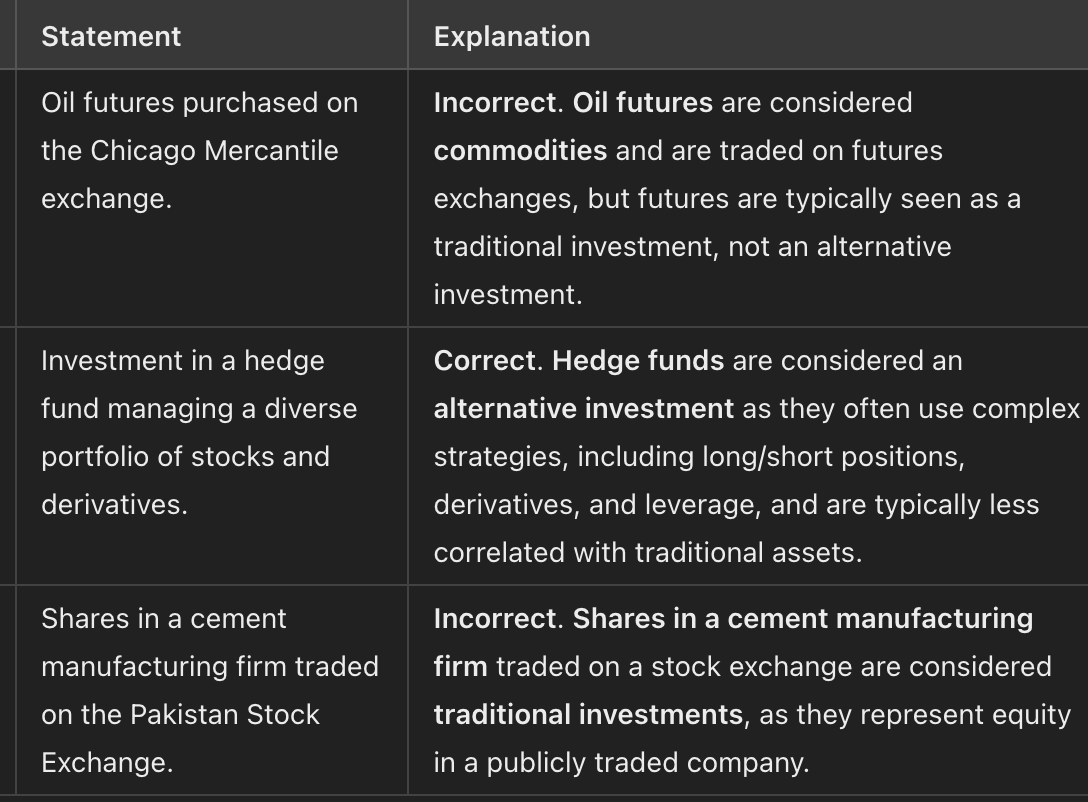 Statement
Explanation
Oil futures purchased on
the Chicago Mercantile
exchange.
Incorrect. Oil futures are considered
commodities and are traded on futures
exchanges, but futures are typically seen as a
traditional investment, not an alternative
investment.
Investment in a hedge
fund managing a diverse
portfolio of stocks and
derivatives.
Correct. Hedge funds are considered an
alternative investment as they often use complex
strategies, including long/short positions,
derivatives, and leverage, and are typically less
correlated with traditional assets.
Shares in a cement
manufacturing firm traded
on the Pakistan Stock
Exchange.
Incorrect. Shares in a cement manufacturing
firm traded on a stock exchange are considered
traditional investments, as they represent equity
in a publicly traded company.